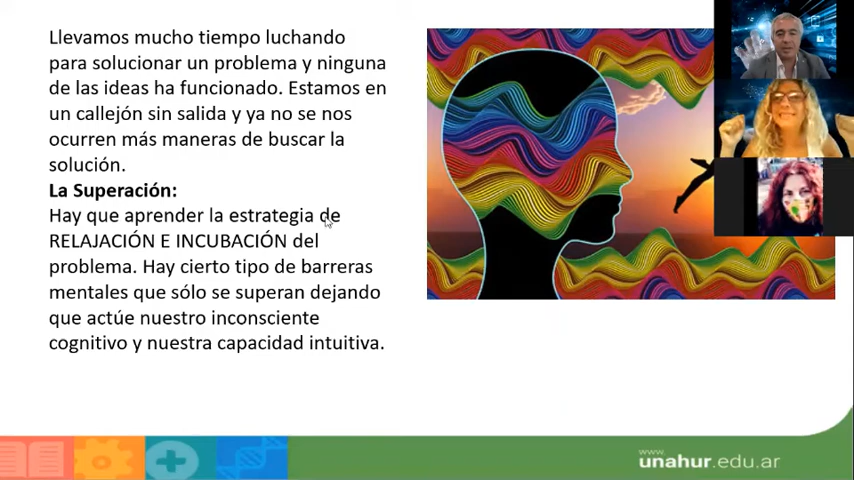 Llevamos mucho tiempo luchando
para solucionar un problema y ninguna
de las ideas ha funcionado. Estamos en
un callejón sin salida y ya no se nos
ocurren más maneras de buscar la
solución.
La Superación:
Hay que aprender la estrategia de
RELAJACIÓN E INCUBACIÓN del
problema. Hay cierto tipo de barreras
mentales que sólo se superan dejando
que actúe nuestro inconsciente
cognitivo y nuestra capacidad intuitiva.
www.
unahur.edu.ar